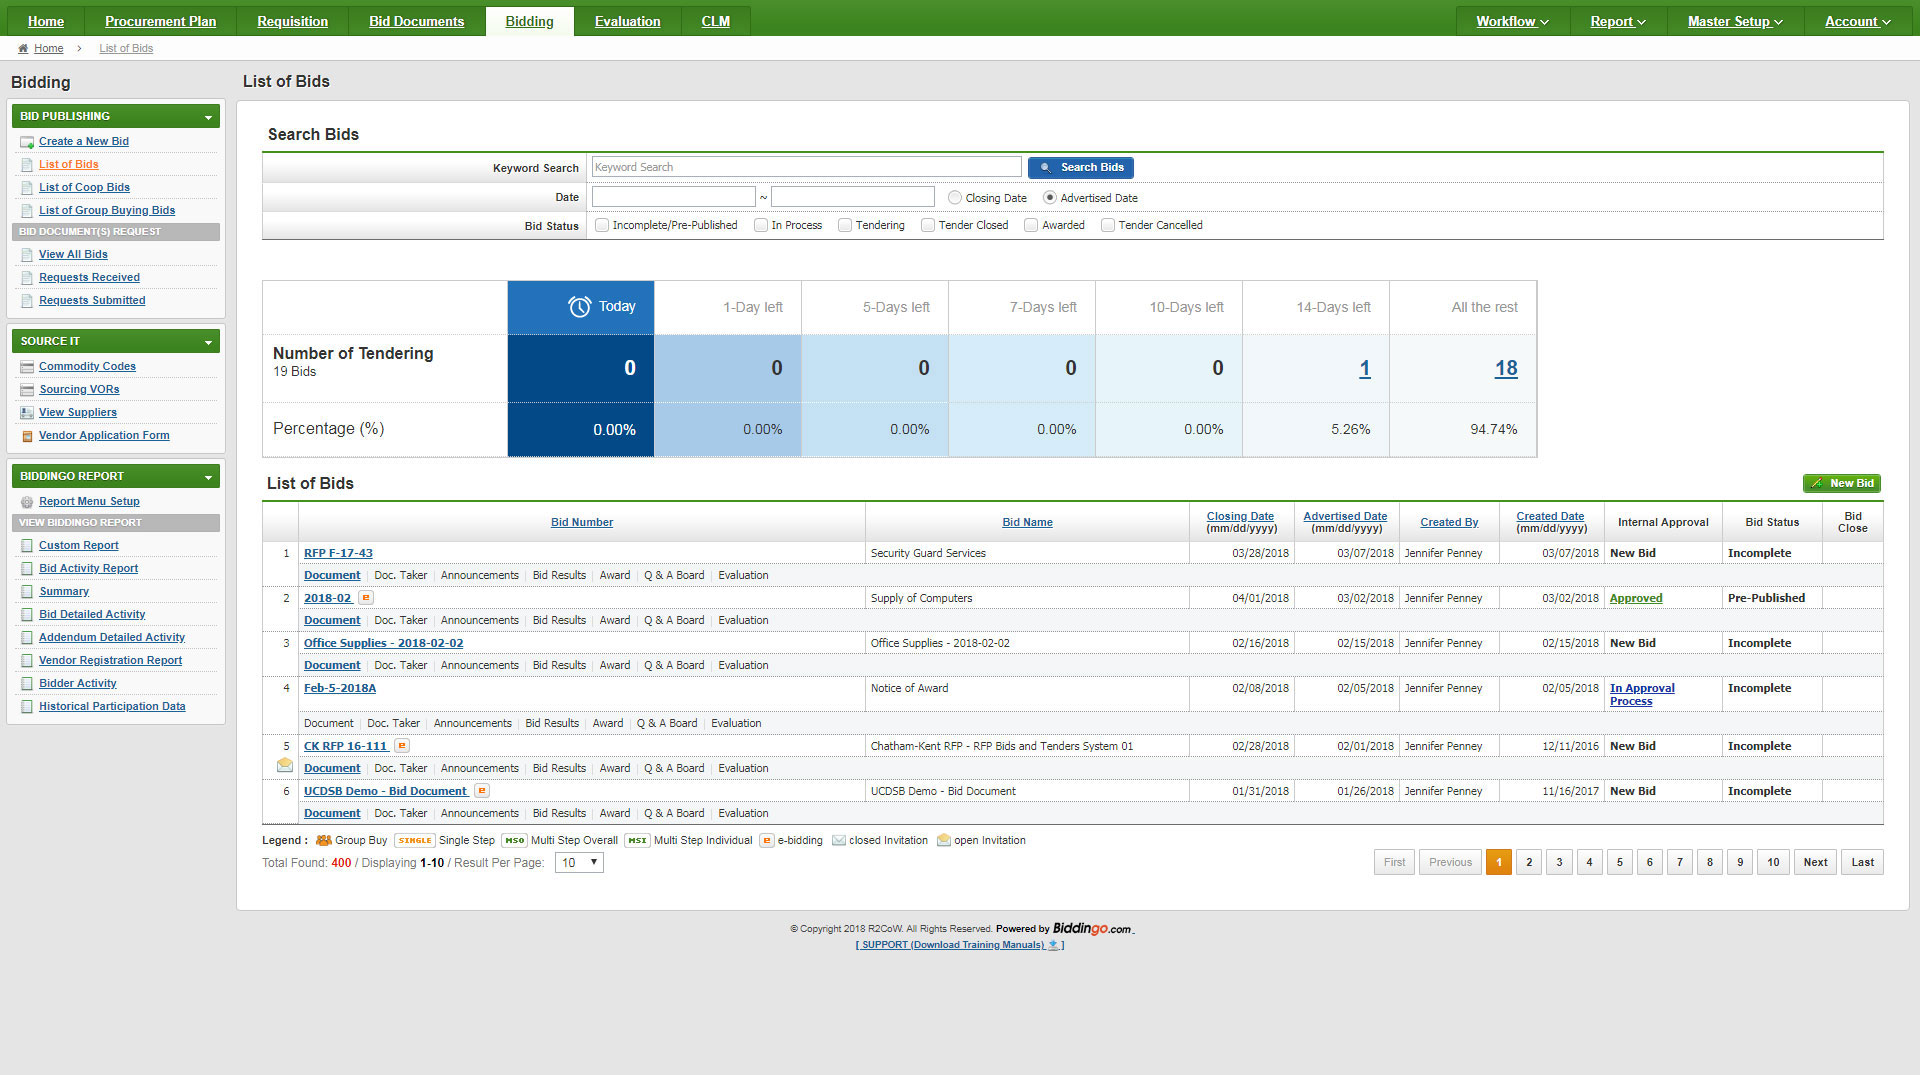 Home Procurement Plan Requisition Bid Documents Bidding Evaluation CLM Workflow Report Master Setup Account
Home > List of Bids
Bidding
BID PUBLISHING
Create a New Bid
List of Bids
List of Coop Bids
List of Group Buying Bids
BID DOCUMENT(S) REQUEST
View All Bids
Requests Received
Requests Submitted
SOURCE IT
Commodity Codes
Sourcing VORs
View Suppliers
Vendor Application Form
BIDDINGO REPORT
Report Menu Setup
VIEW BIDDINGO REPORT
Custom Report
Bid Activity Report
Summary
Bid Detailed Activity
Addendum Detailed Activity
Vendor Registration Report
Bidder Activity
Historical Participation Data
List of Bids
Search Bids
Keyword Search Keyword Search Search Bids
Date ~ Closing Date Advertised Date
Bid Status Incomplete/Pre-Published In Process Tendering Tender Closed Awarded Tender Cancelled
Today 1-Day left 5-Days left 7-Days left 10-Days left 14-Days left All the rest
Number of Tendering 0 0 0 0 0 1 18
19 Bids
Percentage (%) 0.00% 0.00% 0.00% 0.00% 0.00% 5.26% 94.74%
List of Bids New Bid
Bid Number Bid Name Closing Date (mm/dd/yyyy) Advertised Date (mm/dd/yyyy) Created By Created Date (mm/dd/yyyy) Internal Approval Bid Status Bid Close
1 RFP F-17-43 Security Guard Services 03/28/2018 03/07/2018 Jennifer Penney 03/07/2018 New Bid Incomplete
Document Doc. Taker Announcements Bid Results Award Q & A Board Evaluation
2 2018-02 e Supply of Computers 04/01/2018 03/02/2018 Jennifer Penney 03/02/2018 Approved Pre-Published
Document Doc. Taker Announcements Bid Results Award Q & A Board Evaluation
3 Office Supplies - 2018-02-02 Office Supplies - 2018-02-02 02/16/2018 02/15/2018 Jennifer Penney 02/15/2018 New Bid Incomplete
Document Doc. Taker Announcements Bid Results Award Q & A Board Evaluation
4 Feb-5-2018A Notice of Award 02/08/2018 02/05/2018 Jennifer Penney 02/05/2018 In Approval Process Incomplete
Document Doc. Taker Announcements Bid Results Award Q & A Board Evaluation
5 CK RFP 16-111 e Chatham-Kent RFP - RFP Bids and Tenders System 01 02/28/2018 02/01/2018 Jennifer Penney 12/11/2016 New Bid Incomplete
Document Doc. Taker Announcements Bid Results Award Q & A Board Evaluation
6 UCDSB Demo - Bid Document e UCDSB Demo - Bid Document 01/31/2018 01/26/2018 Jennifer Penney 11/16/2017 New Bid Incomplete
Document Doc. Taker Announcements Bid Results Award Q & A Board Evaluation
Legend : Group Buy SINGLE Single Step MSO Multi Step Overall MSI Multi Step Individual e e-bidding closed Invitation open Invitation
Total Found: 400 / Displaying 1-10 / Result Per Page: 10
First Previous 1 2 3 4 5 6 7 8 9 10 Next Last
© Copyright 2018 R2CoW. All Rights Reserved. Powered by Biddingo.com
[ SUPPORT (Download Training Manuals) ]